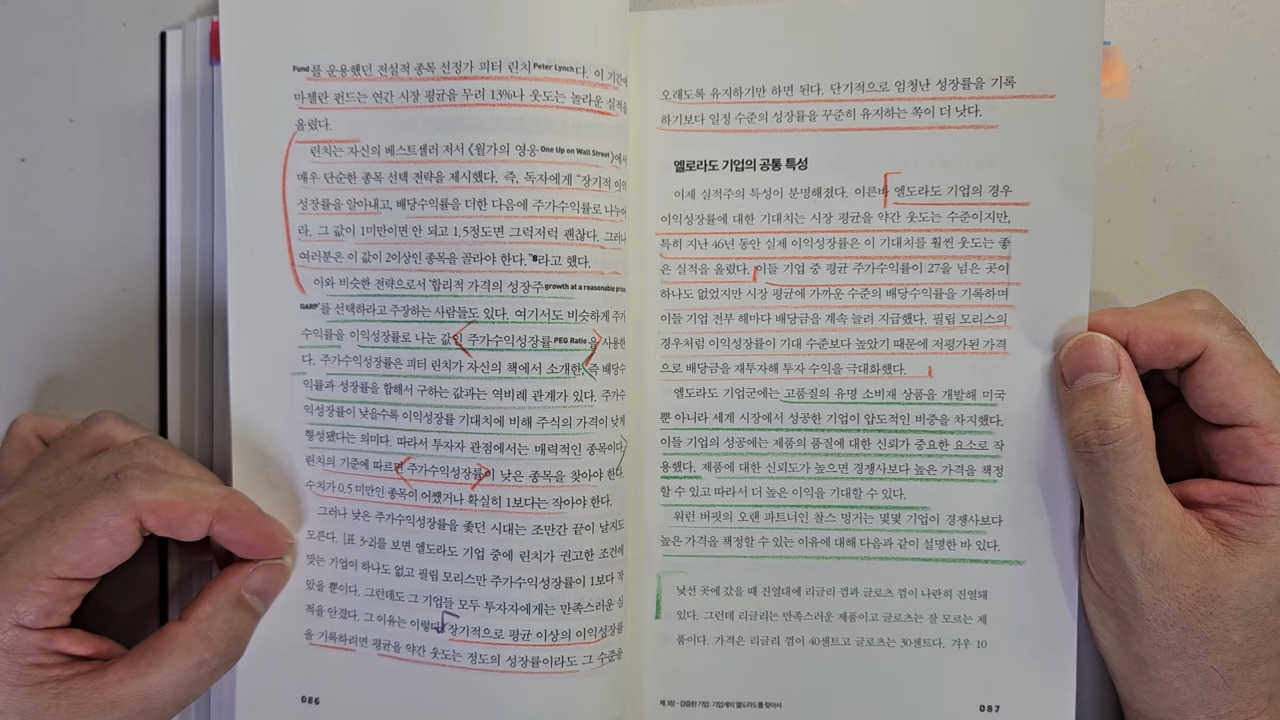 Fund를 운용했던 전설적 종목 선정가 피터 린치Peter Lynch다. 이 기간에
마젤란 펀드는 연간 시장 평균을 무려 13%나 웃도는 놀라운 실적을
올렸다.
린치는 자신의 베스트셀러 저서 《월가의 영웅One Up on Wall Street》에서
매우 단순한 종목 선택 전략을 제시했다. 즉, 독자에게 “장기적 이익
성장률을 알아내고, 배당수익률을 더한 다음에 주가수익률로 나누어
라. 그 값이 1미만이면 안 되고 1.5정도면 그럭저럭 괜찮다. 그러나
여러분은 이 값이 2이상인 종목을 골라야 한다.”8라고 했다.
이와 비슷한 전략으로서 ‘합리적 가격의 성장주growth at a reasonable price
GARP’를 선택하라고 주장하는 사람들도 있다. 여기서도 비슷하게 주가
수익률을 이익성장률로 나눈 값인 주가수익성장률PEG Ratio을 사용한
다. 주가수익성장률은 피터 린치가 자신의 책에서 소개한, 즉 배당수
익률과 성장률을 합해서 구하는 값과는 역비례 관계가 있다. 주가수
익성장률이 낮을수록 이익성장률 기대치에 비해 주식의 가격이 낮게
형성됐다는 의미다. 따라서 투자자 관점에서는 매력적인 종목이다.
린치의 기준에 따르면 주가수익성장률이 낮은 종목을 찾아야 한다.
수치가 0.5 미만인 종목이 어쨌거나 확실히 1보다는 작아야 한다.
그러나 낮은 주가수익성장률을 좇던 시대는 조만간 끝이 날지도
모른다. [표 3-2]를 보면 엘도라도 기업 중에 린치가 권고한 조건에
맞는 기업이 하나도 없고 필립 모리스만 주가수익성장률이 1보다 작
았을 뿐이다. 그런데도 그 기업들 모두 투자자에게는 만족스러운 실
적을 안겼다. 그 이유는 이렇다. 장기적으로 평균 이상의 이익성장률
을 기록하려면 평균을 약간 웃도는 정도의 성장률이라도 그 수준을
086
오래도록 유지하기만 하면 된다. 단기적으로 엄청난 성장률을 기록
하기보다 일정 수준의 성장률을 꾸준히 유지하는 쪽이 더 낫다.
엘로라도 기업의 공통 특성
이제 실적주의 특성이 분명해졌다. 이른바 엘도라도 기업의 경우
이익성장률에 대한 기대치는 시장 평균을 약간 웃도는 수준이지만,
특히 지난 46년 동안 실제 이익성장률은 이 기대치를 훨씬 웃도는 좋
은 실적을 올렸다. 이들 기업 중 평균 주가수익률이 27을 넘은 곳이
하나도 없었지만 시장 평균에 가까운 수준의 배당수익률을 기록하며
이들 기업 전부 해마다 배당금을 계속 늘려 지급했다. 필립 모리스의
경우처럼 이익성장률이 기대 수준보다 높았기 때문에 저평가된 가격
으로 배당금을 재투자해 투자 수익을 극대화했다.
엘도라도 기업군에는 고품질의 유명 소비재 상품을 개발해 미국
뿐 아니라 세계 시장에서 성공한 기업이 압도적인 비중을 차지했다.
이들 기업의 성공에는 제품의 품질에 대한 신뢰가 중요한 요소로 작
용했다. 제품에 대한 신뢰도가 높으면 경쟁사보다 높은 가격을 책정
할 수 있고 따라서 더 높은 이익을 기대할 수 있다.
워런 버핏의 오랜 파트너인 찰스 멍거는 몇몇 기업이 경쟁사보다
높은 가격을 책정할 수 있는 이유에 대해 다음과 같이 설명한 바 있다.
낯선 곳에 갔을 때 진열대에 리글리 껌과 글로츠 껌이 나란히 진열돼
있다. 그런데 리글리는 만족스러운 제품이고 글로츠는 잘 모르는 제
품이다. 가격은 리글리 껌이 40센트고 글로츠는 30센트다. 겨우 10
제 3장 • 검증된 기업: 기업계의 엘도라도를 찾아서
087